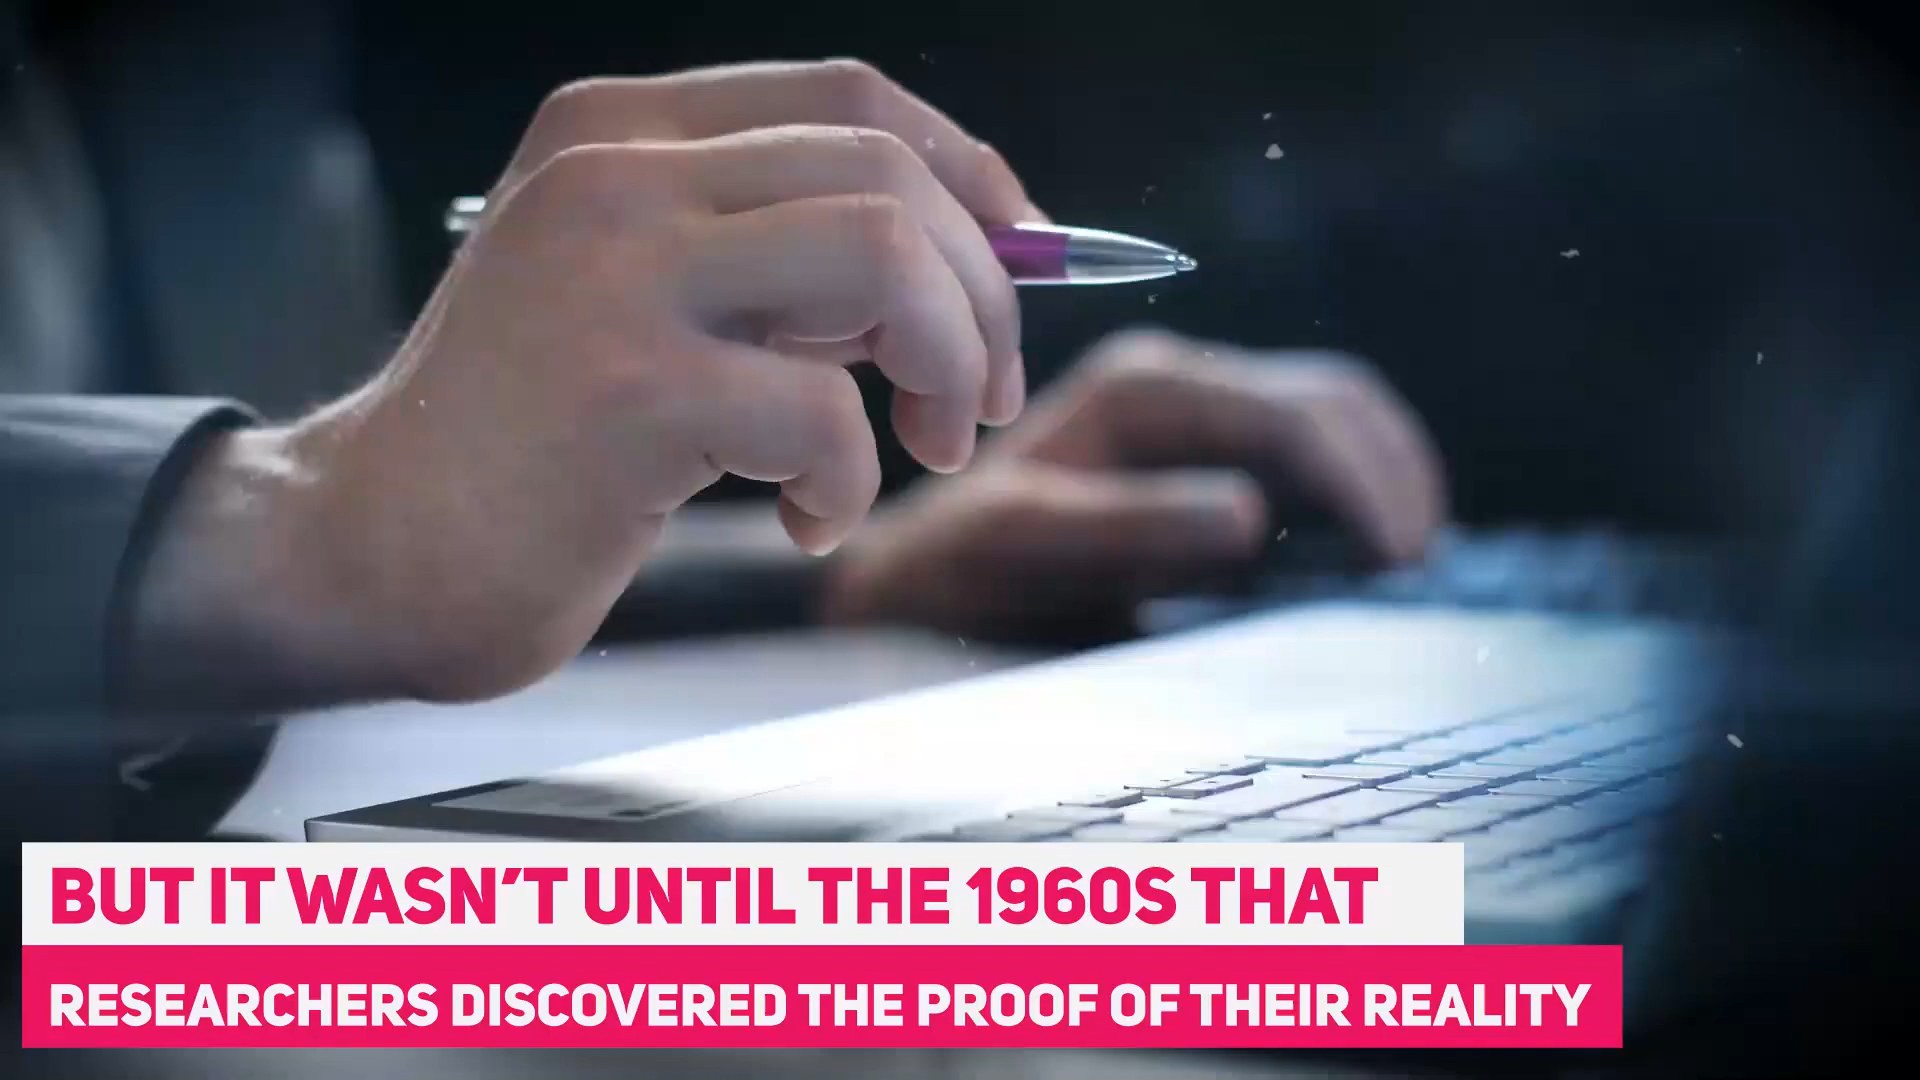 BUT IT WASN'T UNTIL THE 1960S THAT
RESEARCHERS DISCOVERED THE PROOF OF THEIR REALITY